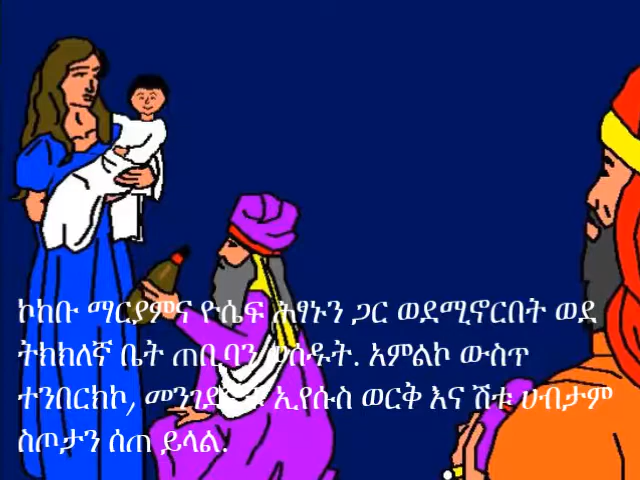 ኮከቡ ማርያምና ዮሴፍ ሕፃኑን ጋር ወደሚኖርበት ወደ
ትክክለኛ ቤት ጠቢባን ወሰዱት. አምልኮ ውስጥ
ተንበርክኮ, ኢየሱስ ወርቅ እና ሽቱ ሀብታም
ስጦታን ሰጠ ይላል.